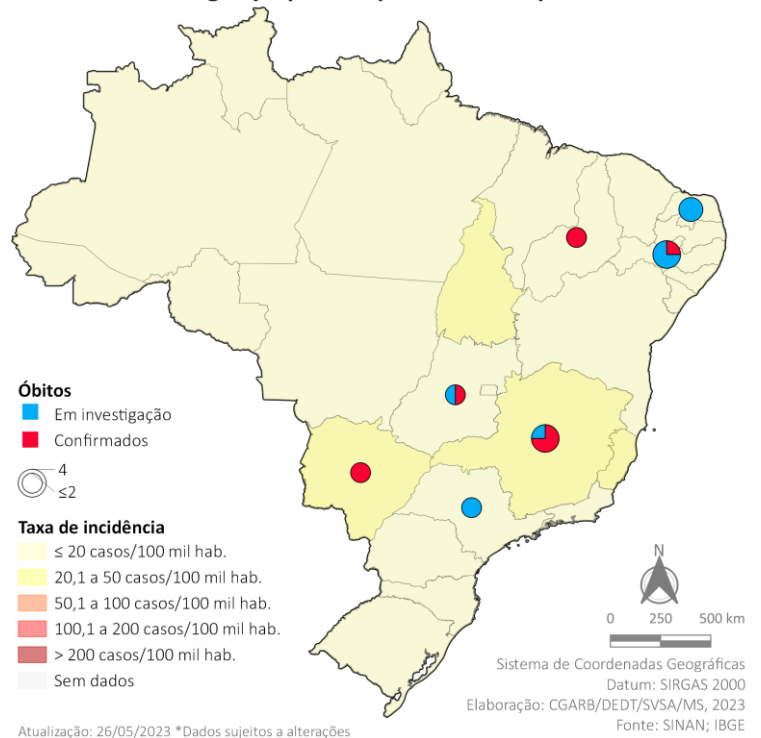 Óbitos
Em investigação
Confirmados
4
≤2
Taxa de incidência
≤ 20 casos/100 mil hab.
20,1 a 50 casos/100 mil hab.
50,1 a 100 casos/100 mil hab.
100,1 a 200 casos/100 mil hab.
> 200 casos/100 mil hab.
Sem dados
N
0 250 500 km
Sistema de Coordenadas Geográficas
Datum: SIRGAS 2000
Elaboração: CGARB/DEDT/SVSA/MS, 2023
Fonte: SINAN; IBGE
Atualização: 26/05/2023 *Dados sujeitos a alterações